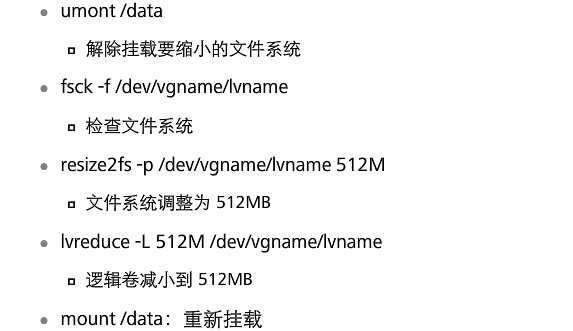 umont /data
解除挂载要缩小的文件系统
fsck -f /dev/vgname/lvname
检查文件系统
resize2fs -p /dev/vgname/lvname 512M
文件系统调整为 512MB
lvreduce -L 512M /dev/vgname/lvname
逻辑卷减小到 512MB
mount /data：重新挂载